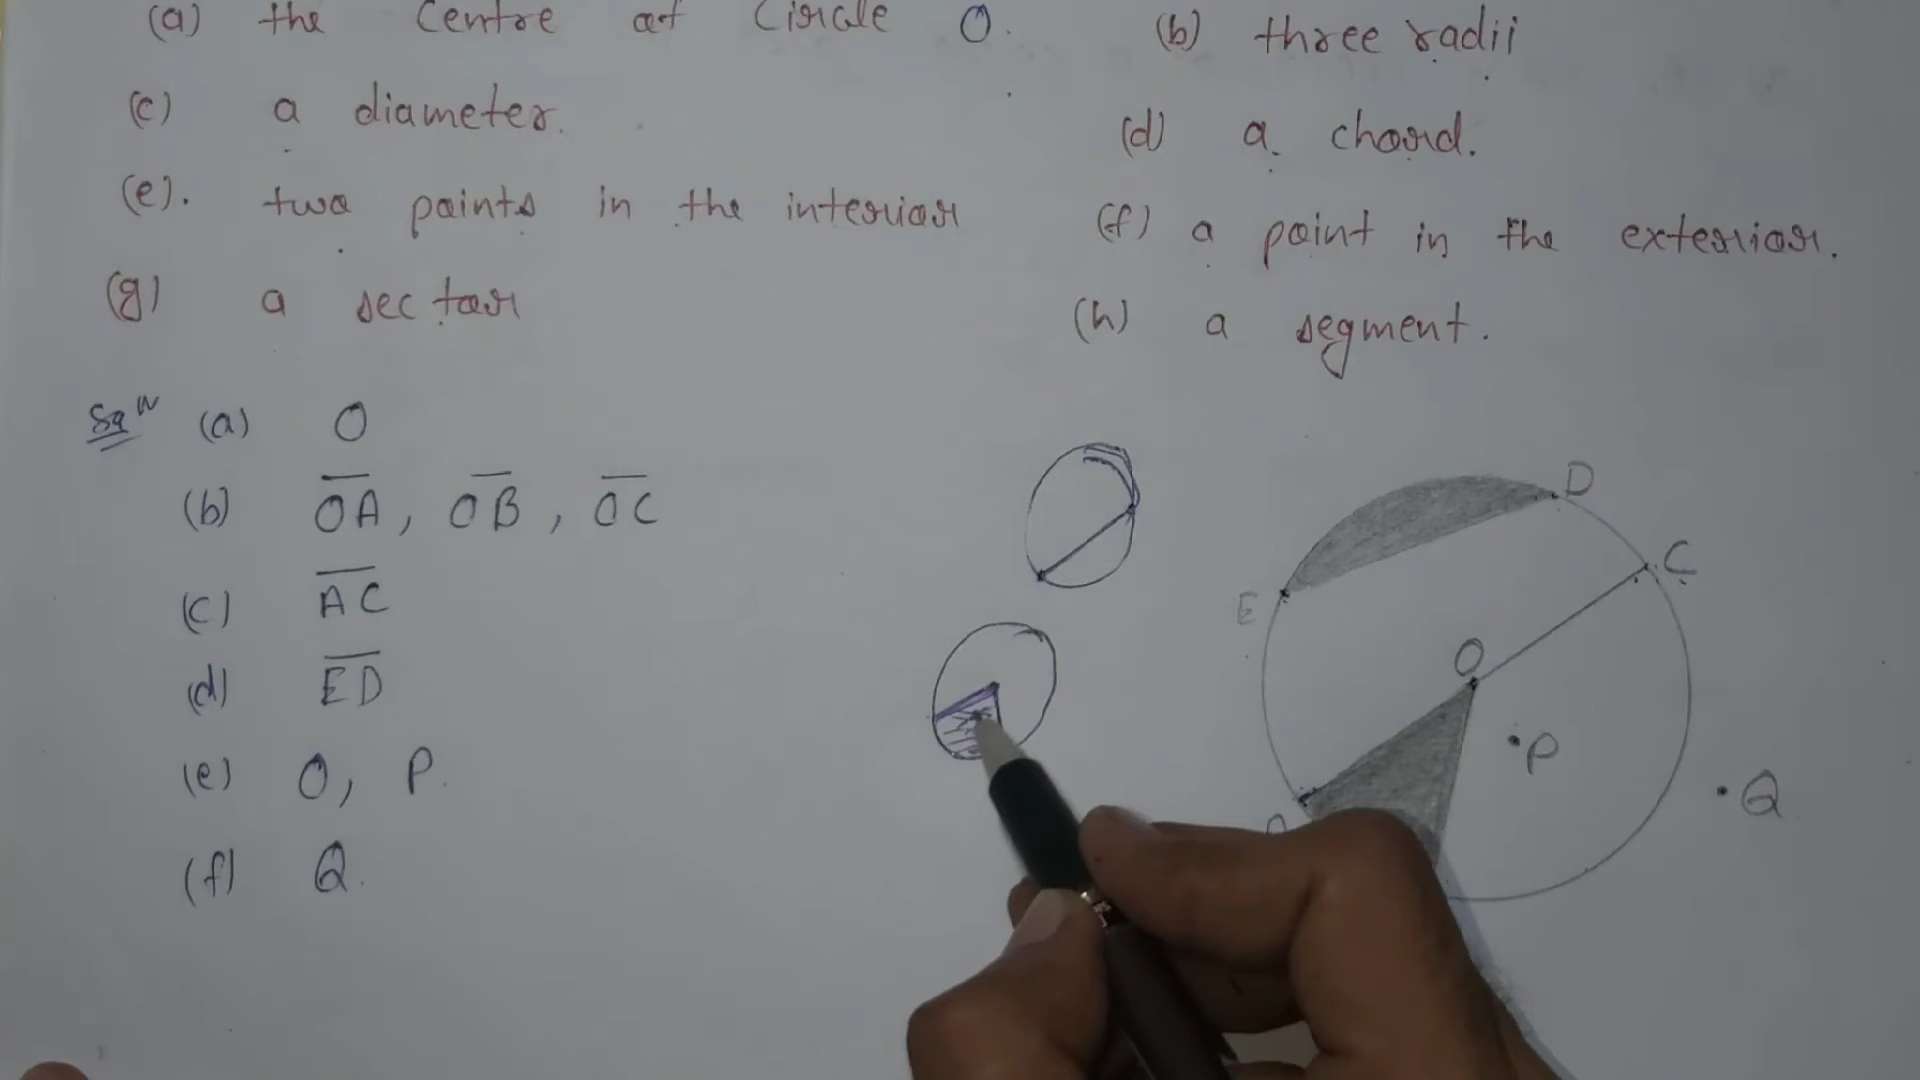 (a) the Centre of Circle O. (b) three radii
(c) a diameter. (d) a chord.
(e). two points in the interior (f) a point in the exterior.
(g) a sector (h) a segment.
Solⁿ (a) O
(b) OA, OB, OC
(c) AC
(d) ED
(e) O, P.
(f) Q.
D
C
E
O
P
Q